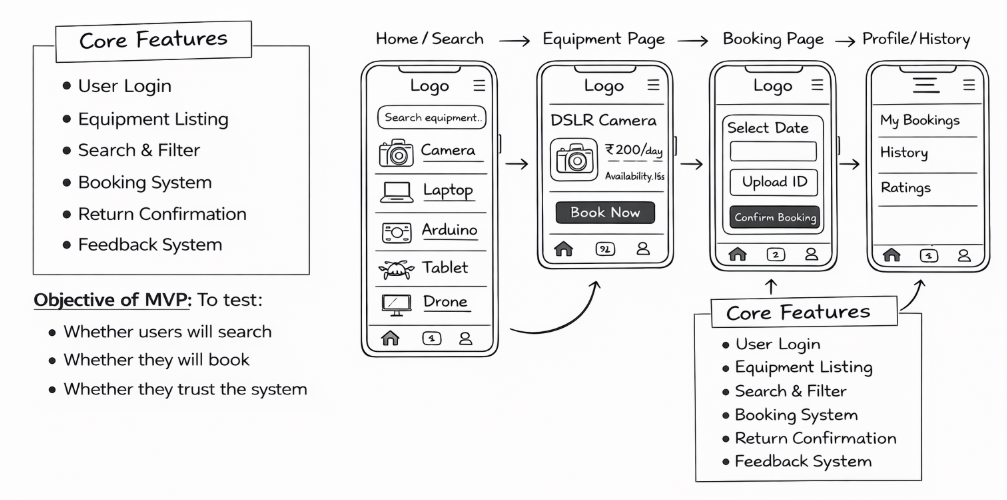 Core Features
• User Login
• Equipment Listing
• Search & Filter
• Booking System
• Return Confirmation
• Feedback System
Objective of MVP: To test:
• Whether users will search
• Whether they will book
• Whether they trust the system
Home / Search → Equipment Page → Booking Page → Profile/History
Logo
Search equipment..
Camera
Laptop
Arduino
Tablet
Drone
1
Logo
DSLR Camera
₹200/day
Availability.
Book Now
Logo
Select Date
Upload ID
Confirm Booking
2
My Bookings
History
Ratings
1
Core Features
• User Login
• Equipment Listing
• Search & Filter
• Booking System
• Return Confirmation
• Feedback System